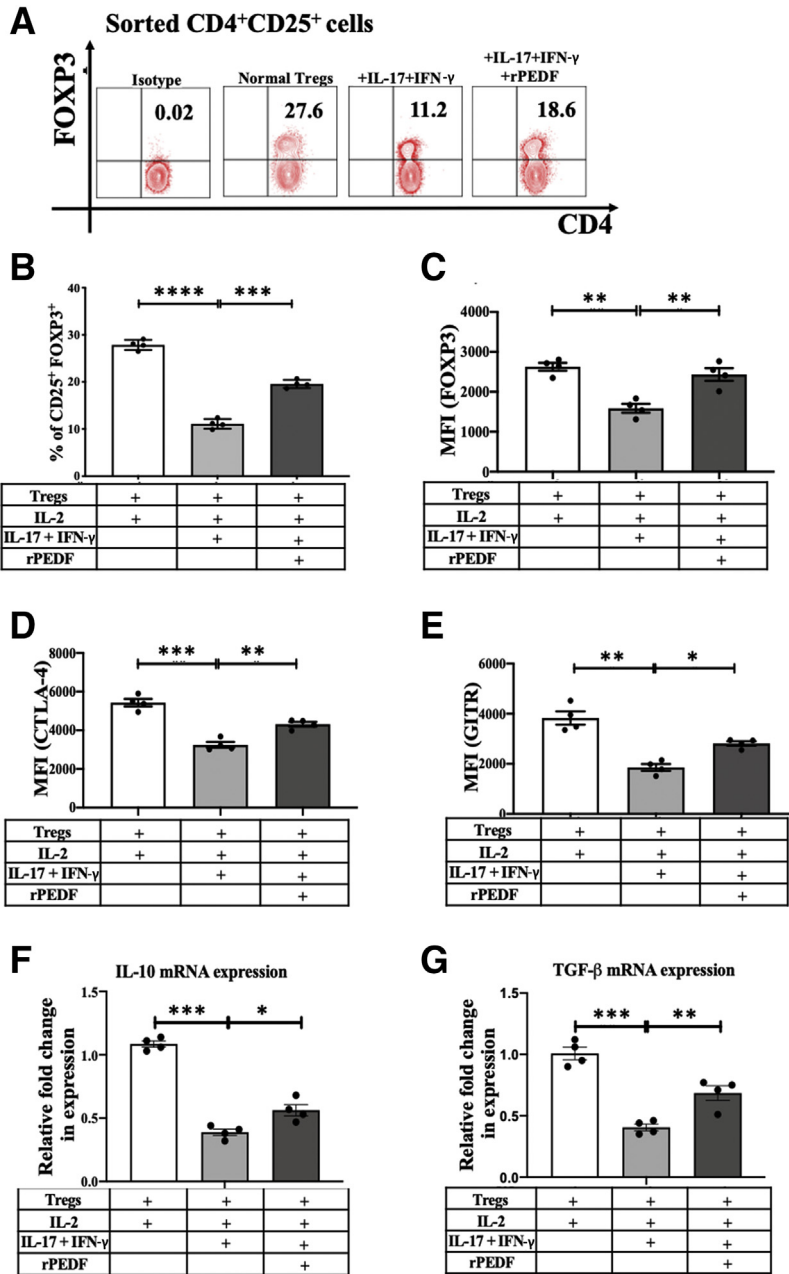 A
Sorted CD4⁺CD25⁺ cells
FOXP3
Isotype
0.02
Normal Tregs
27.6
+IL-17+IFN-γ
11.2
+IL-17+IFN-γ
+rPEDF
18.6
CD4
B
% of CD25⁺ FOXP3⁺
40
30
20
10
0
**** ***
Tregs + + +
IL-2 + + +
IL-17 + IFN-γ + +
rPEDF +
C
MFI (FOXP3)
4000
3000
2000
1000
0
** **
Tregs + + +
IL-2 + + +
IL-17 + IFN-γ + +
rPEDF +
D
MFI (CTLA-4)
8000
6000
4000
2000
0
*** **
Tregs + + +
IL-2 + + +
IL-17 + IFN-γ + +
rPEDF +
E
MFI (GITR)
6000
4000
2000
0
** *
Tregs + + +
IL-2 + + +
IL-17 + IFN-γ + +
rPEDF +
F
IL-10 mRNA expression
Relative fold change
in expression
1.5
1.0
0.5
0.0
*** *
Tregs + + +
IL-2 + + +
IL-17 + IFN-γ + +
rPEDF +
G
TGF-β mRNA expression
Relative fold change
in expression
1.5
1.0
0.5
0.0
*** **
Tregs + + +
IL-2 + + +
IL-17 + IFN-γ + +
rPEDF +